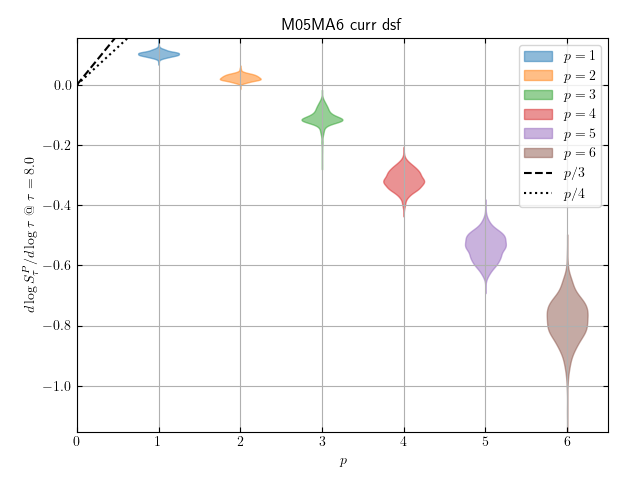 M05MA6 curr dsf
d log S_τ^P / d log τ @ τ = 8.0
0.0
−0.2
−0.4
−0.6
−0.8
−1.0
0 1 2 3 4 5 6
p
p = 1
p = 2
p = 3
p = 4
p = 5
p = 6
p/3
p/4